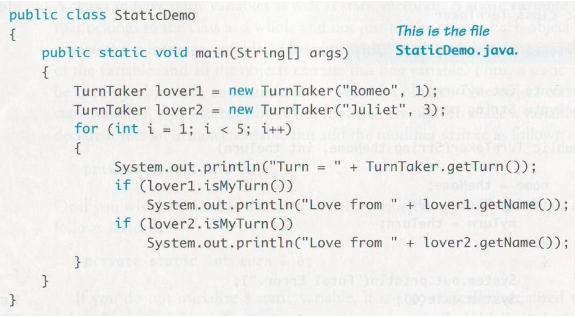 public class StaticDemo
{
This is the file
public static void main(String[] args) StaticDemo.java.
{
TurnTaker lover1 = new TurnTaker("Romeo", 1);
TurnTaker lover2 = new TurnTaker("Juliet", 3);
for (int i = 1; i < 5; i++)
{
System.out.println("Turn = " + TurnTaker.getTurn());
if (lover1.isMyTurn())
System.out.println("Love from " + lover1.getName());
if (lover2.isMyTurn())
System.out.println("Love from " + lover2.getName());
}
}
}